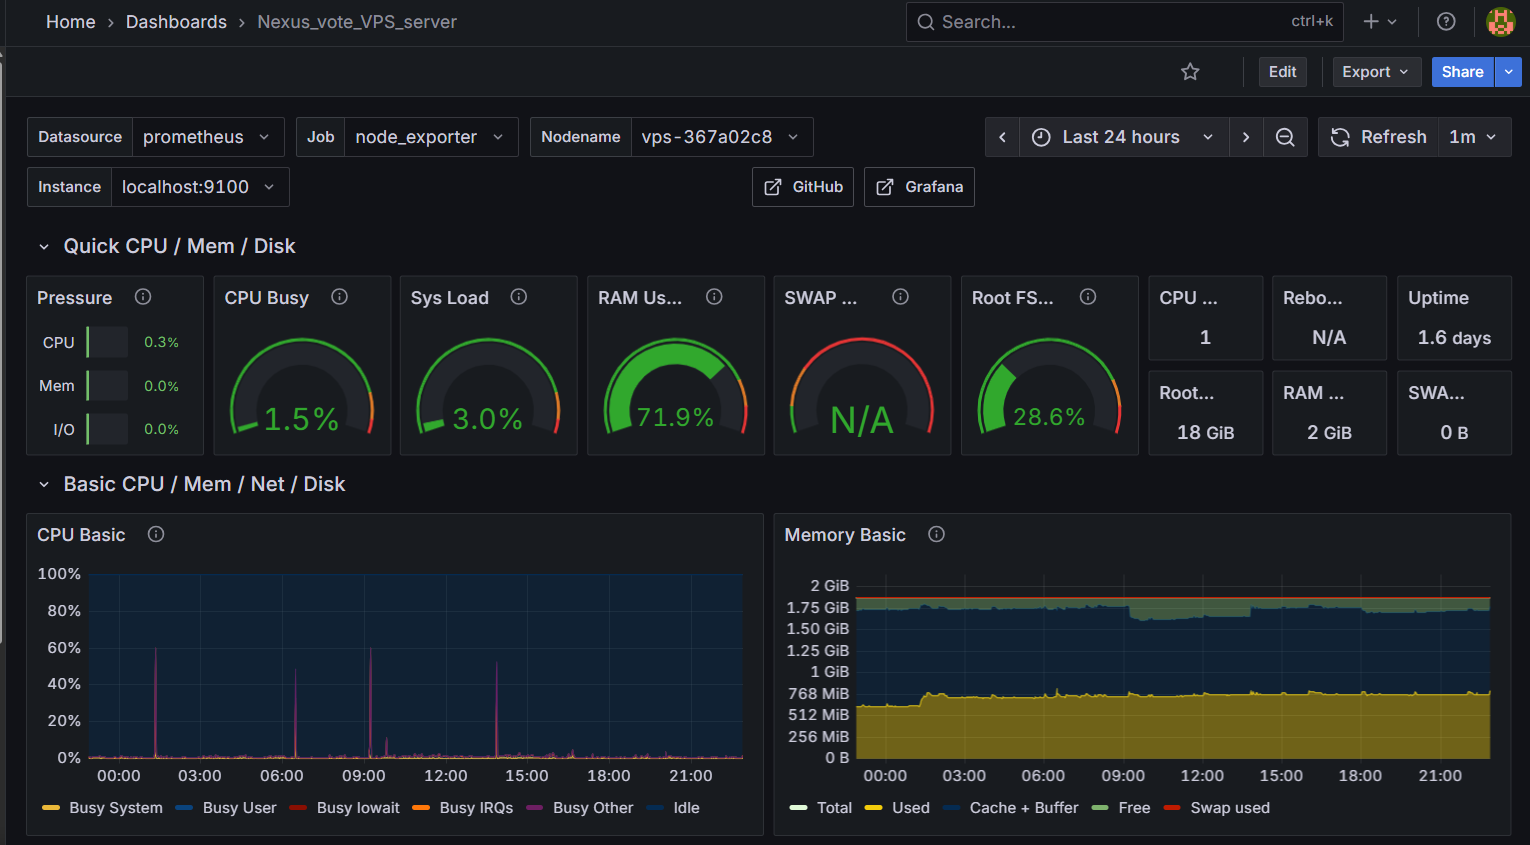 Home › Dashboards › Nexus_vote_VPS_server
Search... ctrl+k
Edit Export Share
Datasource prometheus Job node_exporter Nodename vps-367a02c8 Last 24 hours Refresh 1m
Instance localhost:9100 GitHub Grafana
Quick CPU / Mem / Disk
Pressure
CPU 0.3%
Mem 0.0%
I/O 0.0%
CPU Busy
1.5%
Sys Load
3.0%
RAM Us...
71.9%
SWAP ...
N/A
Root FS...
28.6%
CPU ...
1
Rebo...
N/A
Uptime
1.6 days
Root...
18 GiB
RAM ...
2 GiB
SWA...
0 B
Basic CPU / Mem / Net / Disk
CPU Basic
100%
80%
60%
40%
20%
0%
00:00 03:00 06:00 09:00 12:00 15:00 18:00 21:00
Busy System Busy User Busy Iowait Busy IRQs Busy Other Idle
Memory Basic
2 GiB
1.75 GiB
1.50 GiB
1.25 GiB
1 GiB
768 MiB
512 MiB
256 MiB
0 B
00:00 03:00 06:00 09:00 12:00 15:00 18:00 21:00
Total Used Cache + Buffer Free Swap used